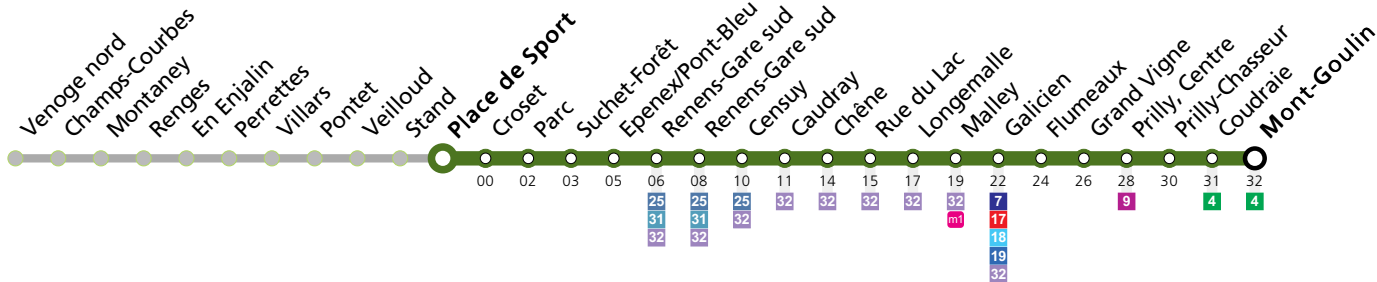 Venoge nord
Champs-Courbes
Montaney
Renges
En Enjalin
Perrettes
Villars
Pontet
Veilloud
Stand
Place de Sport
Croset
Parc
Suchet-Forêt
Epenex/Pont-Bleu
Renens-Gare sud
Renens-Gare sud
Censuy
Caudray
Chêne
Rue du Lac
Longemalle
Malley
Galicien
Flumeaux
Grand Vigne
Prilly, Centre
Prilly-Chasseur
Coudraie
Mont-Goulin
00 02 03 05 06 08 10 11 14 15 17 19 22 24 26 28 30 31 32
25 25 25 32 32 32 32 32 7 9 4 4
31 31 32 m1 17
32 32 18
19
32